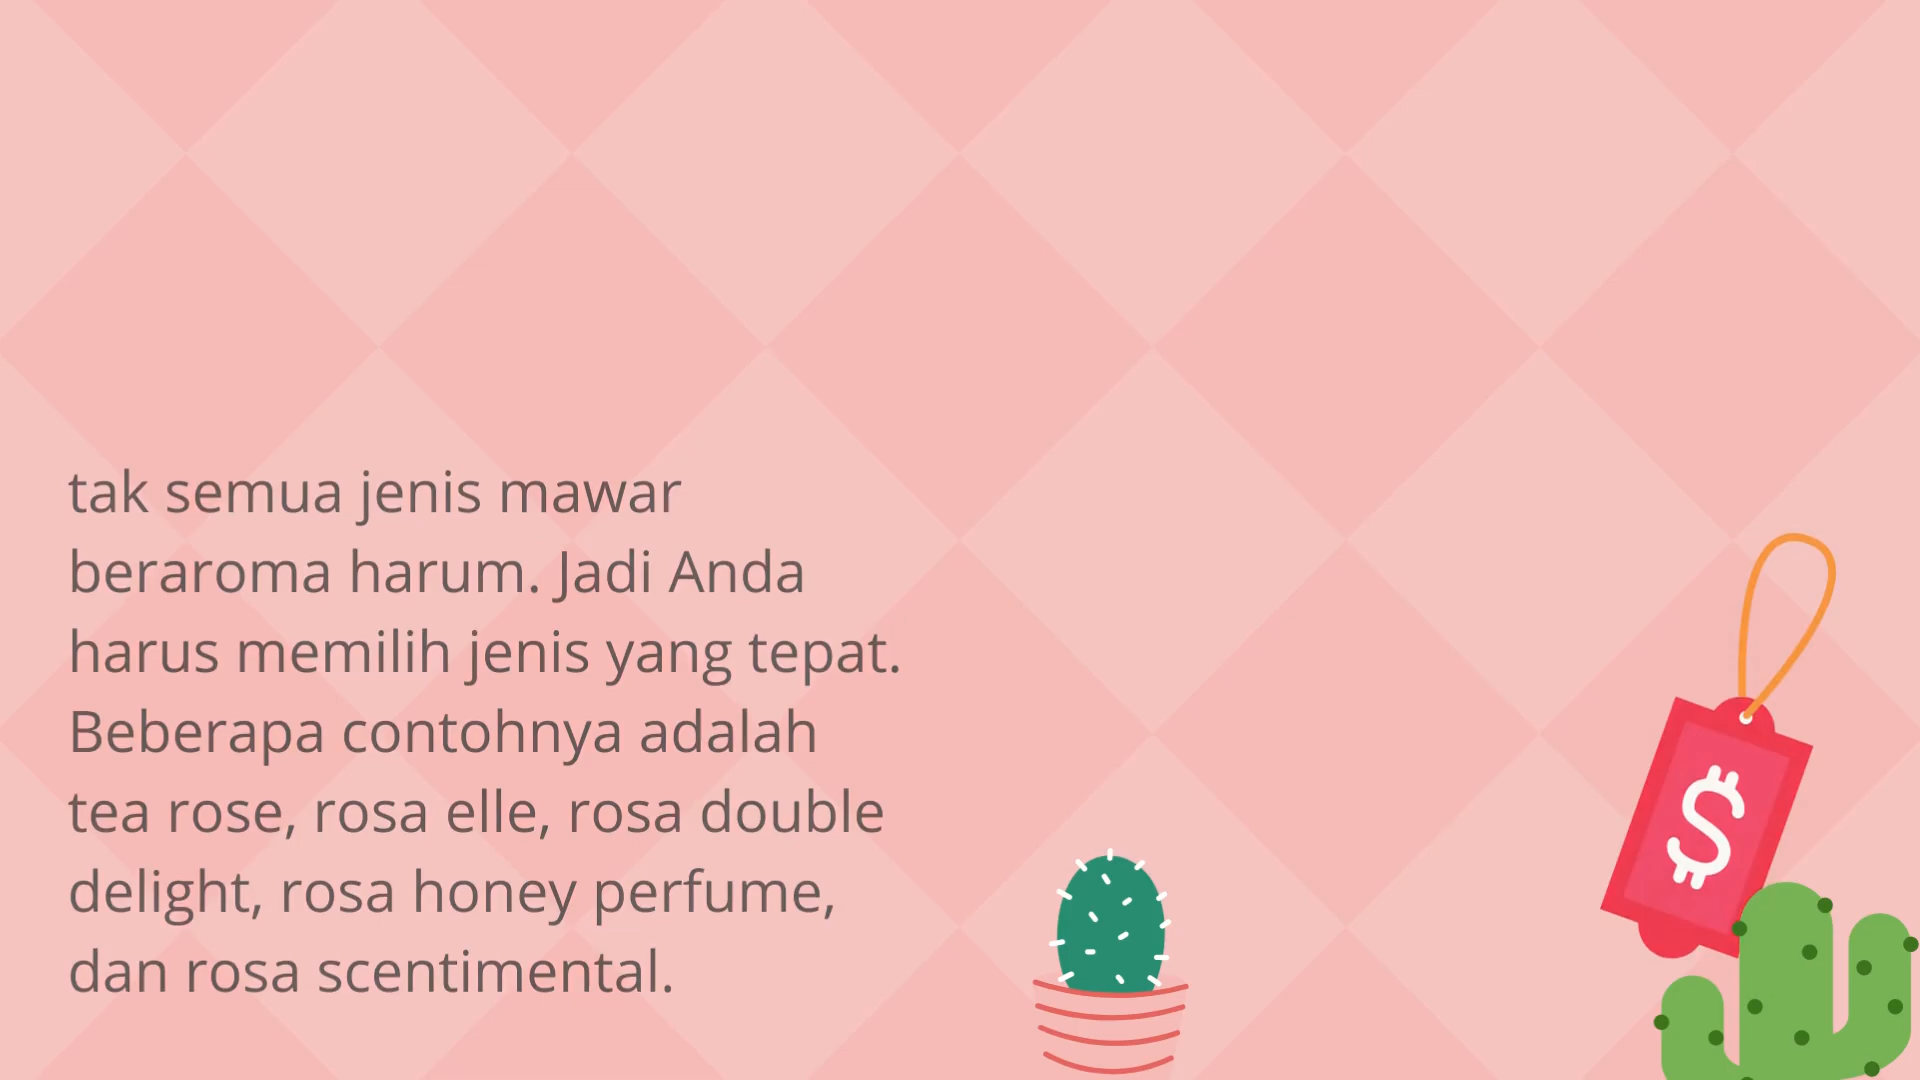 tak semua jenis mawar
beraroma harum. Jadi Anda
harus memilih jenis yang tepat.
Beberapa contohnya adalah
tea rose, rosa elle, rosa double
delight, rosa honey perfume,
dan rosa scentimental.
$